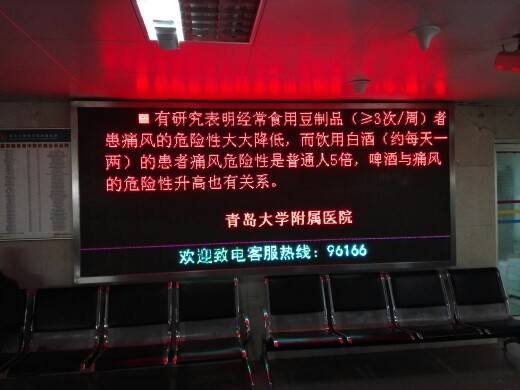 有研究表明经常食用豆制品（≥3次/周）者
患痛风的危险性大大降低，而饮用白酒（约每天一
两）的患者痛风危险性是普通人5倍，啤酒与痛风
的危险性升高也有关系。
青岛大学附属医院
欢迎致电客服热线：96166